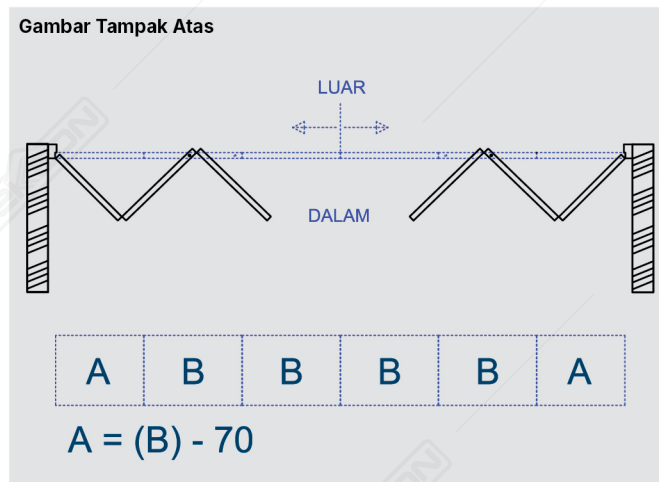 Gambar Tampak Atas
LUAR
DALAM
A B B B B A
A = (B) - 70